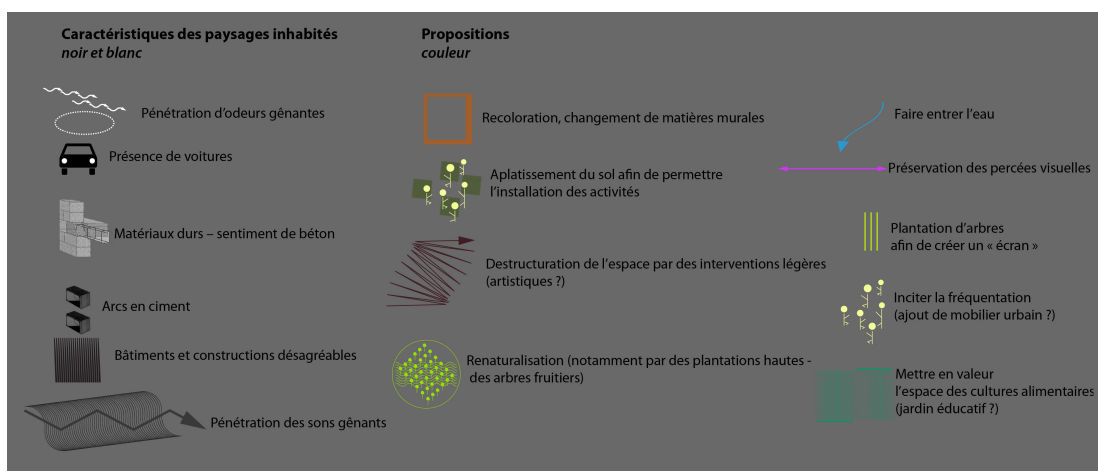 Caractéristiques des paysages inhabités
noir et blanc
Pénétration d'odeurs gênantes
Présence de voitures
Matériaux durs – sentiment de béton
Arcs en ciment
Bâtiments et constructions désagréables
Pénétration des sons gênants
Propositions
couleur
Recoloration, changement de matières murales
Aplatissement du sol afin de permettre
l'installation des activités
Destructuration de l'espace par des interventions légères
(artistiques ?)
Renaturalisation (notamment par des plantations hautes -
des arbres fruitiers)
Faire entrer l'eau
Préservation des percées visuelles
Plantation d'arbres
afin de créer un « écran »
Inciter la fréquentation
(ajout de mobilier urbain ?)
Mettre en valeur
l'espace des cultures alimentaires
(jardin éducatif ?)